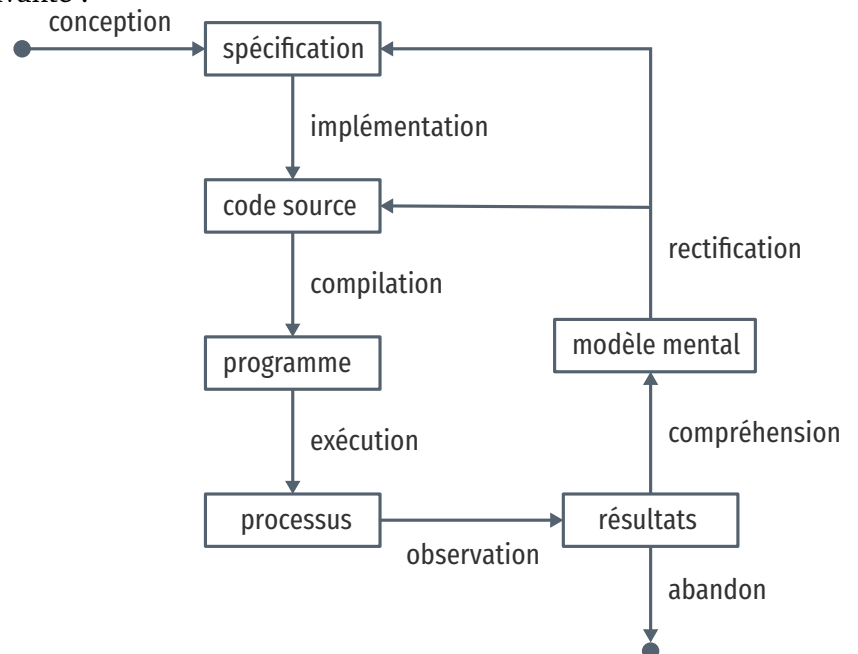 conception
spécification
implémentation
code source
rectification
compilation
modèle mental
programme
compréhension
exécution
processus
résultats
observation
abandon